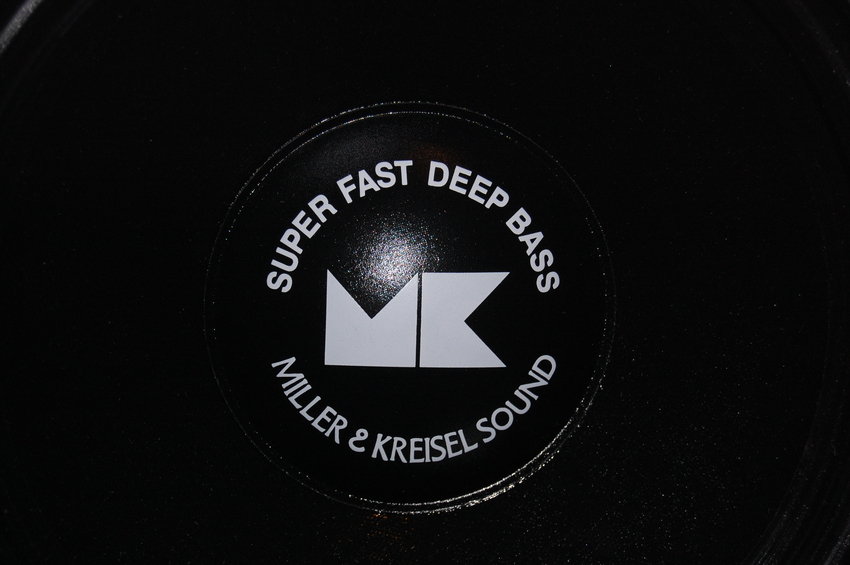 SUPER FAST DEEP BASS
MK
MILLER & KREISEL SOUND